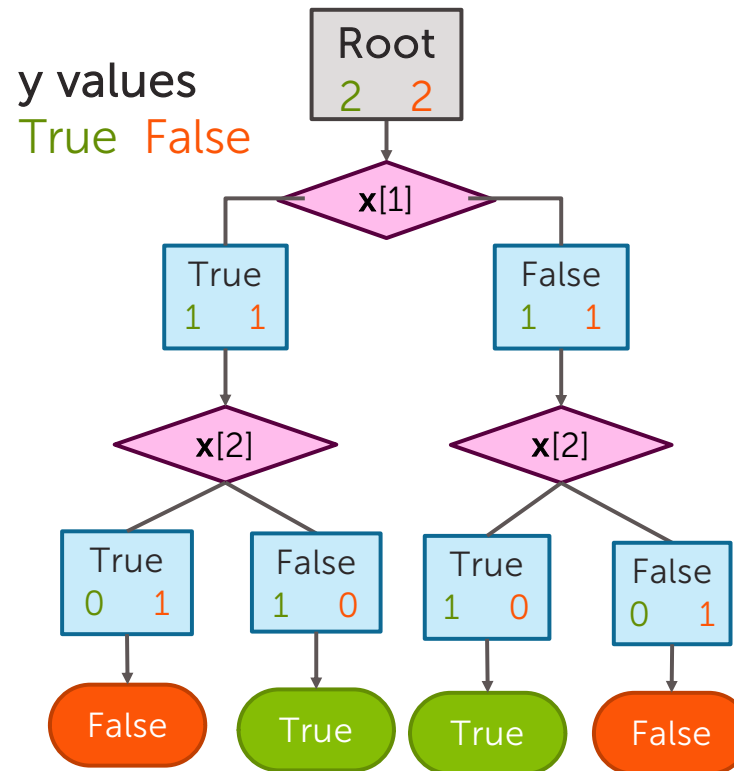 Root
2 2
y values
True False
x[1]
True
1 1
False
1 1
x[2]
x[2]
True
0 1
False
1 0
True
1 0
False
0 1
False
True
True
False